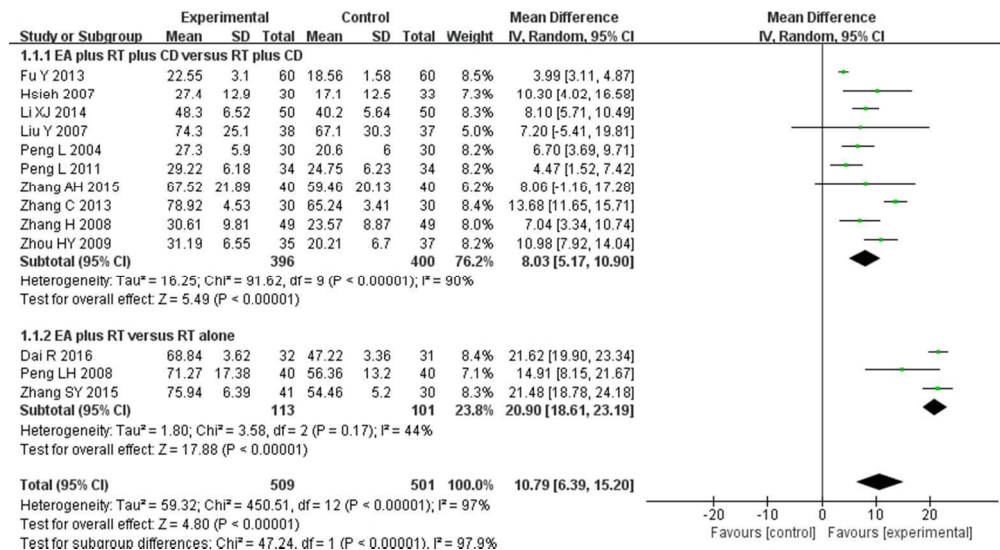 Experimental Control Mean Difference Mean Difference
Study or Subgroup Mean SD Total Mean SD Total Weight IV, Random, 95% CI IV, Random, 95% CI
1.1.1 EA plus RT plus CD versus RT plus CD
Fu Y 2013 22.55 3.1 60 18.56 1.58 60 8.5% 3.99 [3.11, 4.87]
Hsieh 2007 27.4 12.9 30 17.1 12.5 33 7.3% 10.30 [4.02, 16.58]
Li XJ 2014 48.3 6.52 50 40.2 5.64 50 8.3% 8.10 [5.71, 10.49]
Liu Y 2007 74.3 25.1 38 67.1 30.3 37 5.0% 7.20 [-5.41, 19.81]
Peng L 2004 27.3 5.9 30 20.6 6 30 8.2% 6.70 [3.69, 9.71]
Peng L 2011 29.22 6.18 34 24.75 6.23 34 8.2% 4.47 [1.52, 7.42]
Zhang AH 2015 67.52 21.89 40 59.46 20.13 40 6.2% 8.06 [-1.16, 17.28]
Zhang C 2013 78.92 4.53 30 65.24 3.41 30 8.4% 13.68 [11.65, 15.71]
Zhang H 2008 30.61 9.81 49 23.57 8.87 49 8.0% 7.04 [3.34, 10.74]
Zhou HY 2009 31.19 6.55 35 20.21 6.7 37 8.2% 10.98 [7.92, 14.04]
Subtotal (95% CI) 396 400 76.2% 8.03 [5.17, 10.90]
Heterogeneity: Tau² = 16.25; Chi² = 91.62, df = 9 (P < 0.00001); I² = 90%
Test for overall effect: Z = 5.49 (P < 0.00001)
1.1.2 EA plus RT versus RT alone
Dai R 2016 68.84 3.62 32 47.22 3.36 31 8.4% 21.62 [19.90, 23.34]
Peng LH 2008 71.27 17.38 40 56.36 13.2 40 7.1% 14.91 [8.15, 21.67]
Zhang SY 2015 75.94 6.39 41 54.46 5.2 30 8.3% 21.48 [18.78, 24.18]
Subtotal (95% CI) 113 101 23.8% 20.90 [18.61, 23.19]
Heterogeneity: Tau² = 1.80; Chi² = 3.58, df = 2 (P = 0.17); I² = 44%
Test for overall effect: Z = 17.88 (P < 0.00001)
Total (95% CI) 509 501 100.0% 10.79 [6.39, 15.20]
Heterogeneity: Tau² = 59.32; Chi² = 450.51, df = 12 (P < 0.00001); I² = 97%
Test for overall effect: Z = 4.80 (P < 0.00001)
Test for subgroup differences: Chi² = 47.24, df = 1 (P < 0.00001), I² = 97.9%
-20 -10 0 10 20
Favours [control] Favours [experimental]